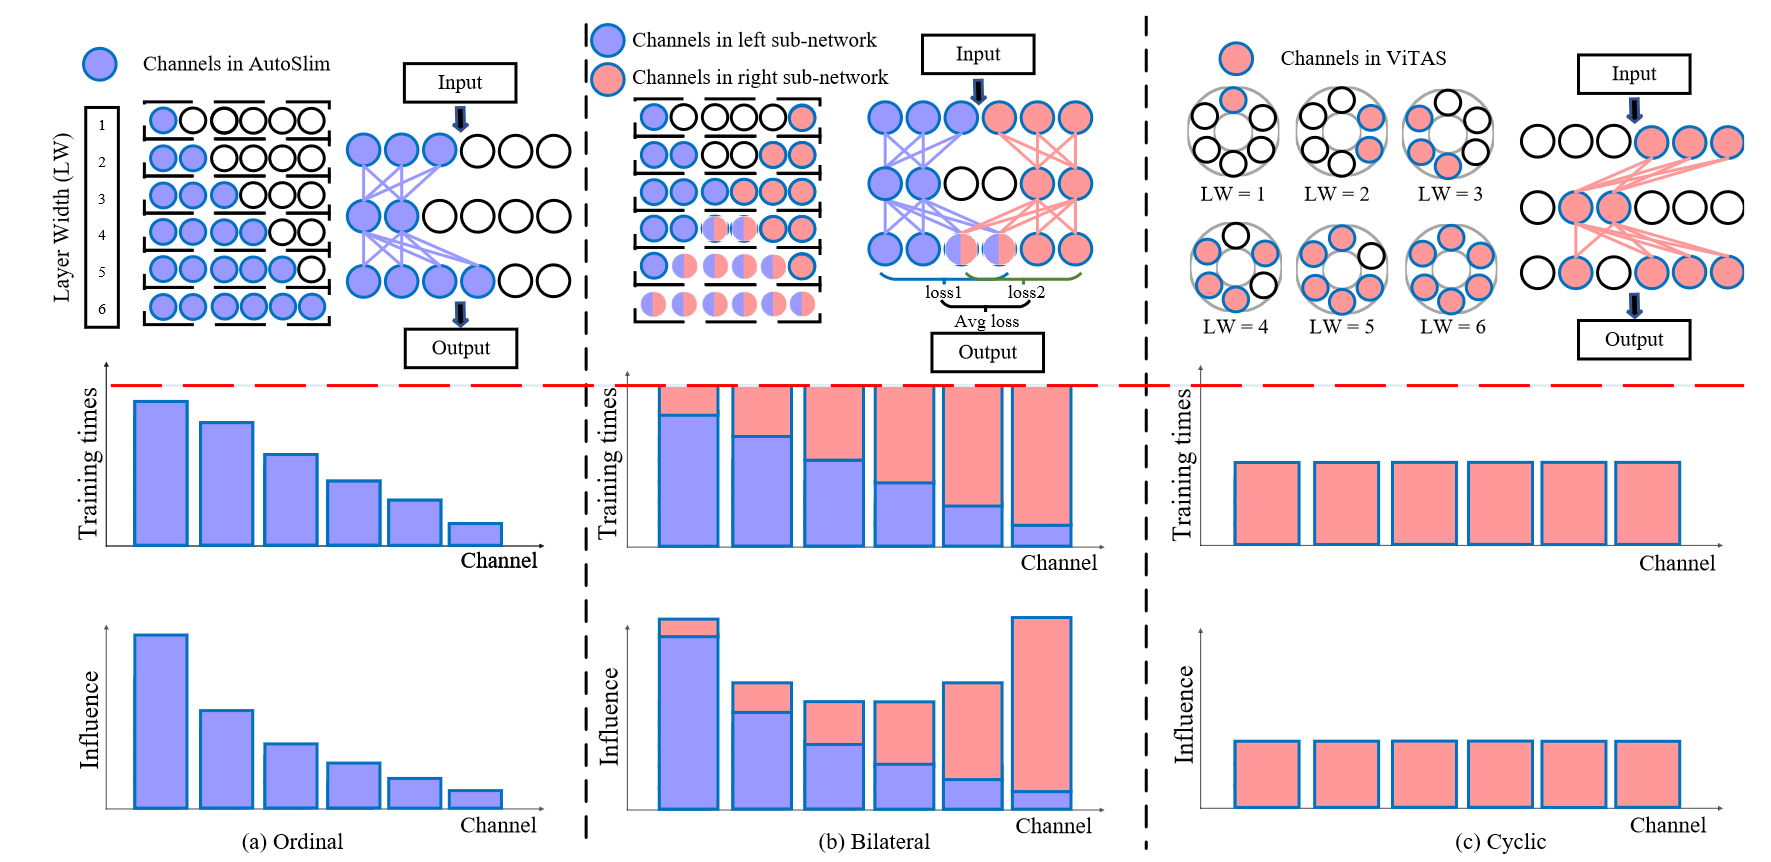 Channels in AutoSlim
Input
Layer Width (LW)
1
2
3
4
5
6
Output
Training times
Channel
Influence
Channel
(a) Ordinal
Channels in left sub-network
Channels in right sub-network
Input
loss1
loss2
Avg loss
Output
Training times
Channel
Influence
Channel
(b) Bilateral
Channels in ViTAS
Input
LW = 1
LW = 2
LW = 3
LW = 4
LW = 5
LW = 6
Output
Training times
Channel
Influence
Channel
(c) Cyclic